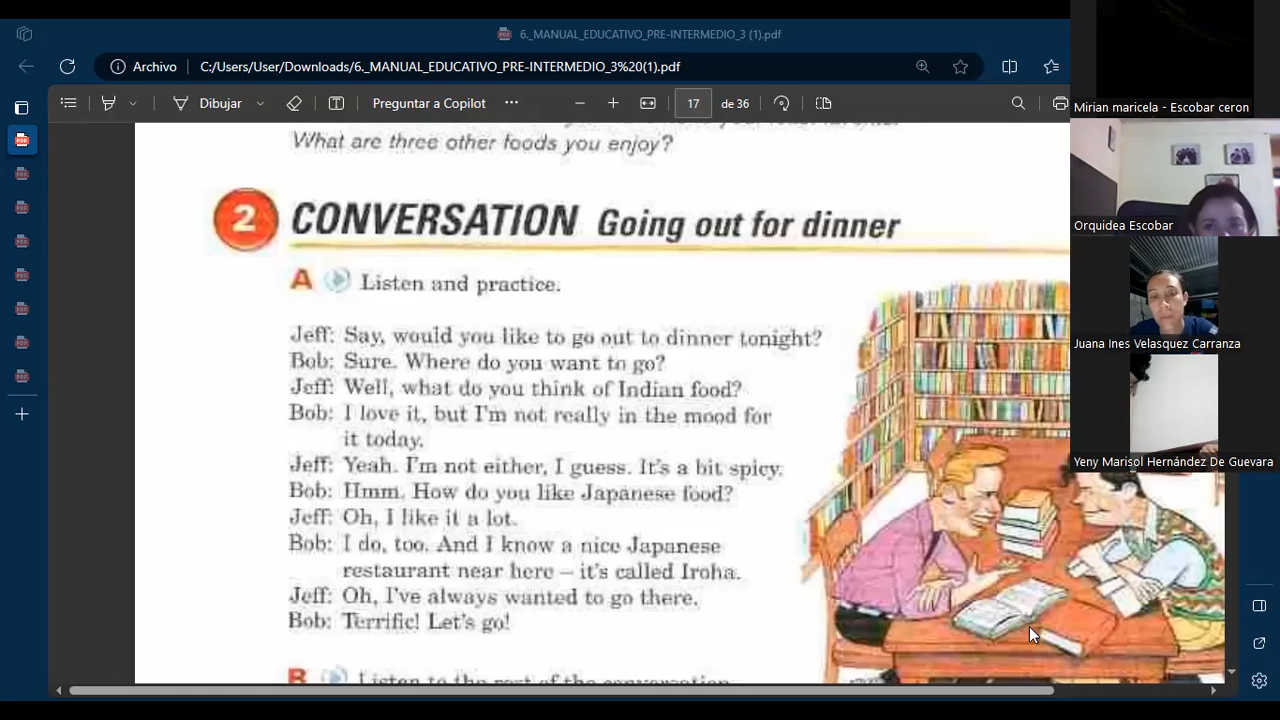 6._MANUAL_EDUCATIVO_PRE-INTERMEDIO_3 (1).pdf
Archivo
C:/Users/User/Downloads/6._MANUAL_EDUCATIVO_PRE-INTERMEDIO_3%20(1).pdf
Dibujar
Preguntar a Copilot
17 de 36
What are three other foods you enjoy?
2 CONVERSATION Going out for dinner
A Listen and practice.
Jeff: Say, would you like to go out to dinner tonight?
Bob: Sure. Where do you want to go?
Jeff: Well, what do you think of Indian food?
Bob: I love it, but I'm not really in the mood for
it today.
Jeff: Yeah. I'm not either, I guess. It's a bit spicy.
Bob: Hmm. How do you like Japanese food?
Jeff: Oh, I like it a lot.
Bob: I do, too. And I know a nice Japanese
restaurant near here – it's called Iroha.
Jeff: Oh, I've always wanted to go there.
Bob: Terrific! Let's go!
B Listen to the rest of the conversation.
Mirian maricela - Escobar ceron
Orquidea Escobar
Juana Ines Velasquez Carranza
Yeny Marisol Hernández De Guevara